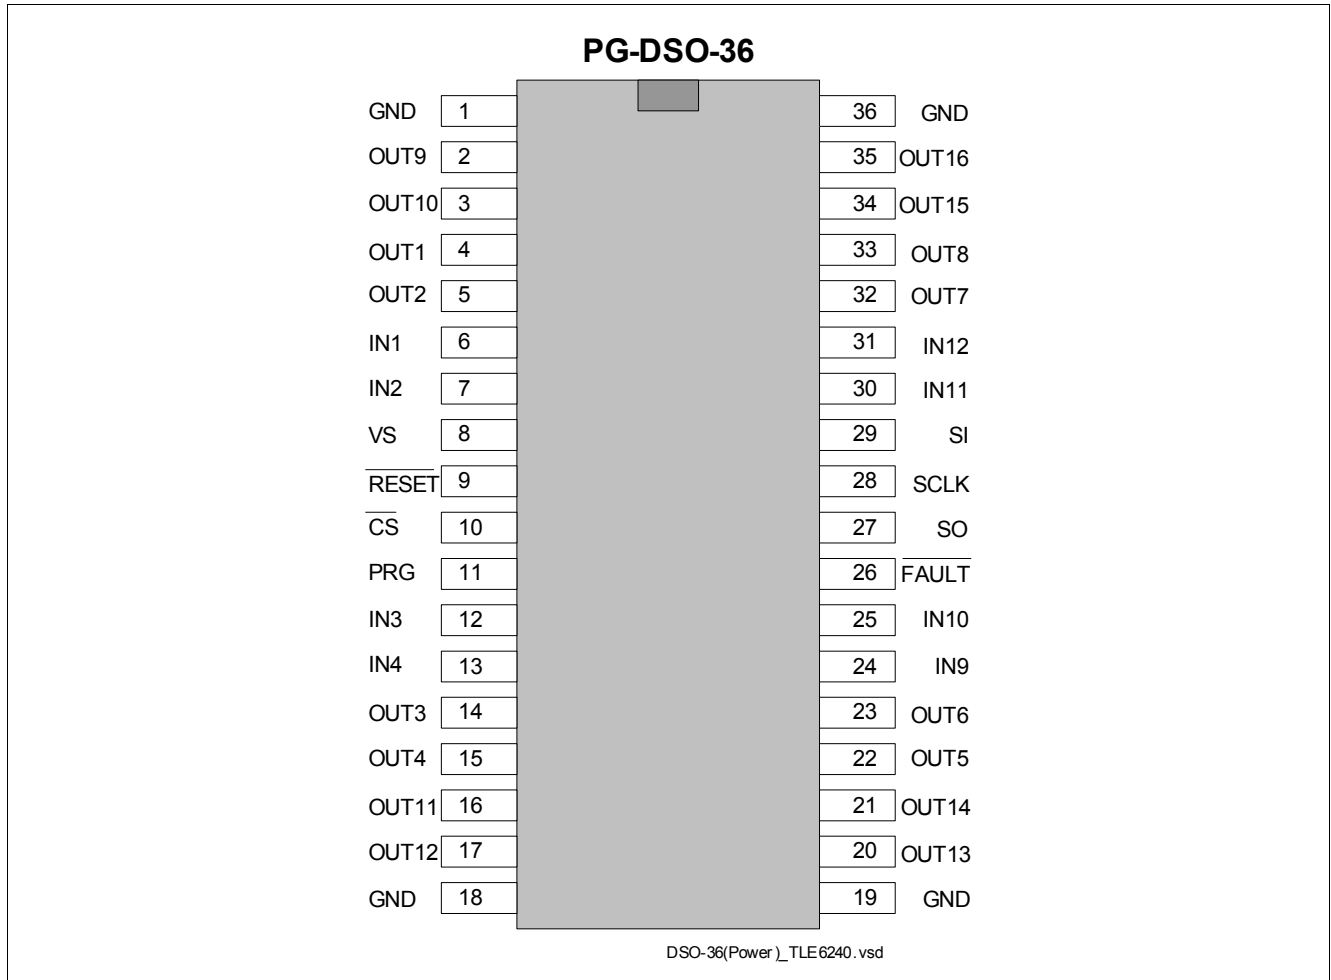 PG-DSO-36
GND 1 36 GND
OUT9 2 35 OUT16
OUT10 3 34 OUT15
OUT1 4 33 OUT8
OUT2 5 32 OUT7
IN1 6 31 IN12
IN2 7 30 IN11
VS 8 29 SI
RESET 9 28 SCLK
CS 10 27 SO
PRG 11 26 FAULT
IN3 12 25 IN10
IN4 13 24 IN9
OUT3 14 23 OUT6
OUT4 15 22 OUT5
OUT11 16 21 OUT14
OUT12 17 20 OUT13
GND 18 19 GND
DSO-36(Power)_TLE6240.vsd